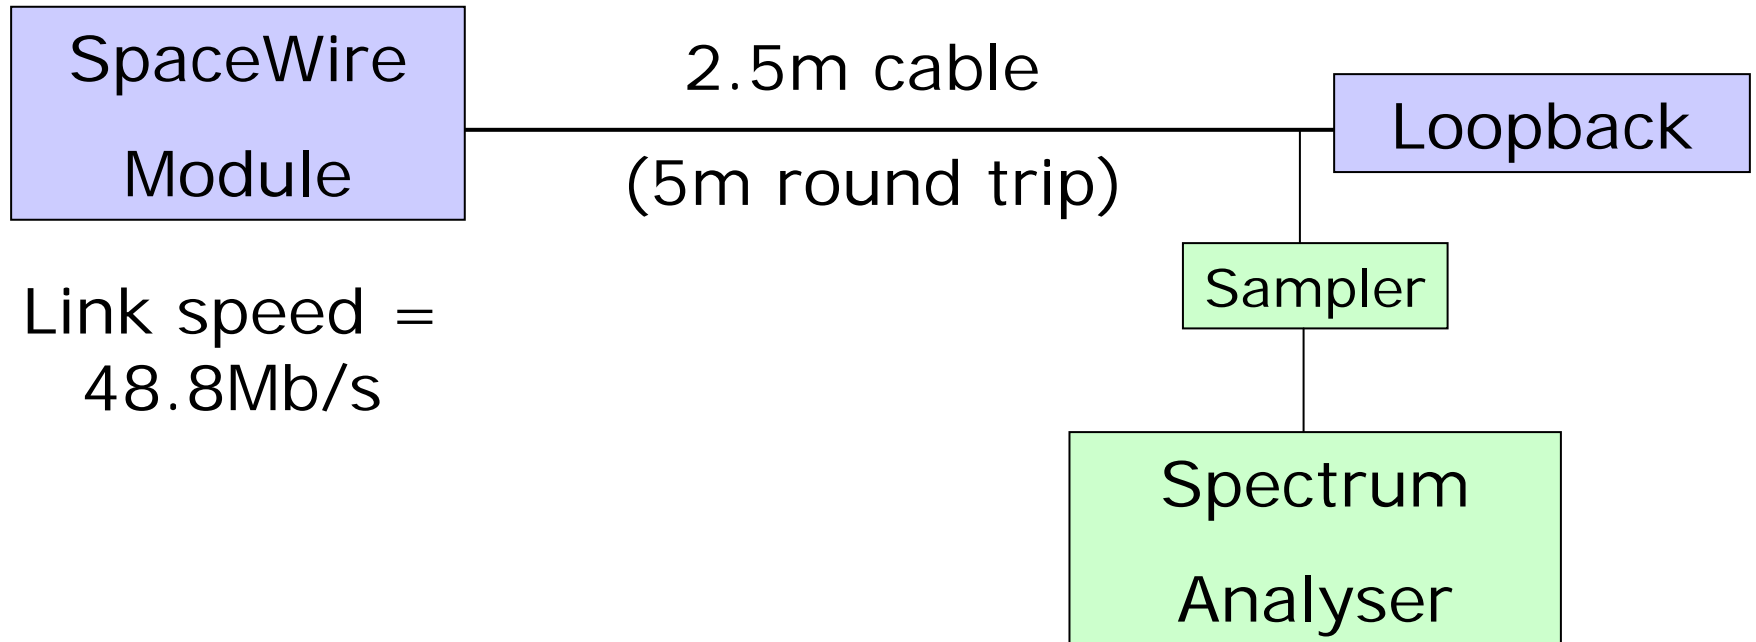 SpaceWire
Module
2.5m cable
(5m round trip)
Loopback
Sampler
Link speed =
48.8Mb/s
Spectrum
Analyser